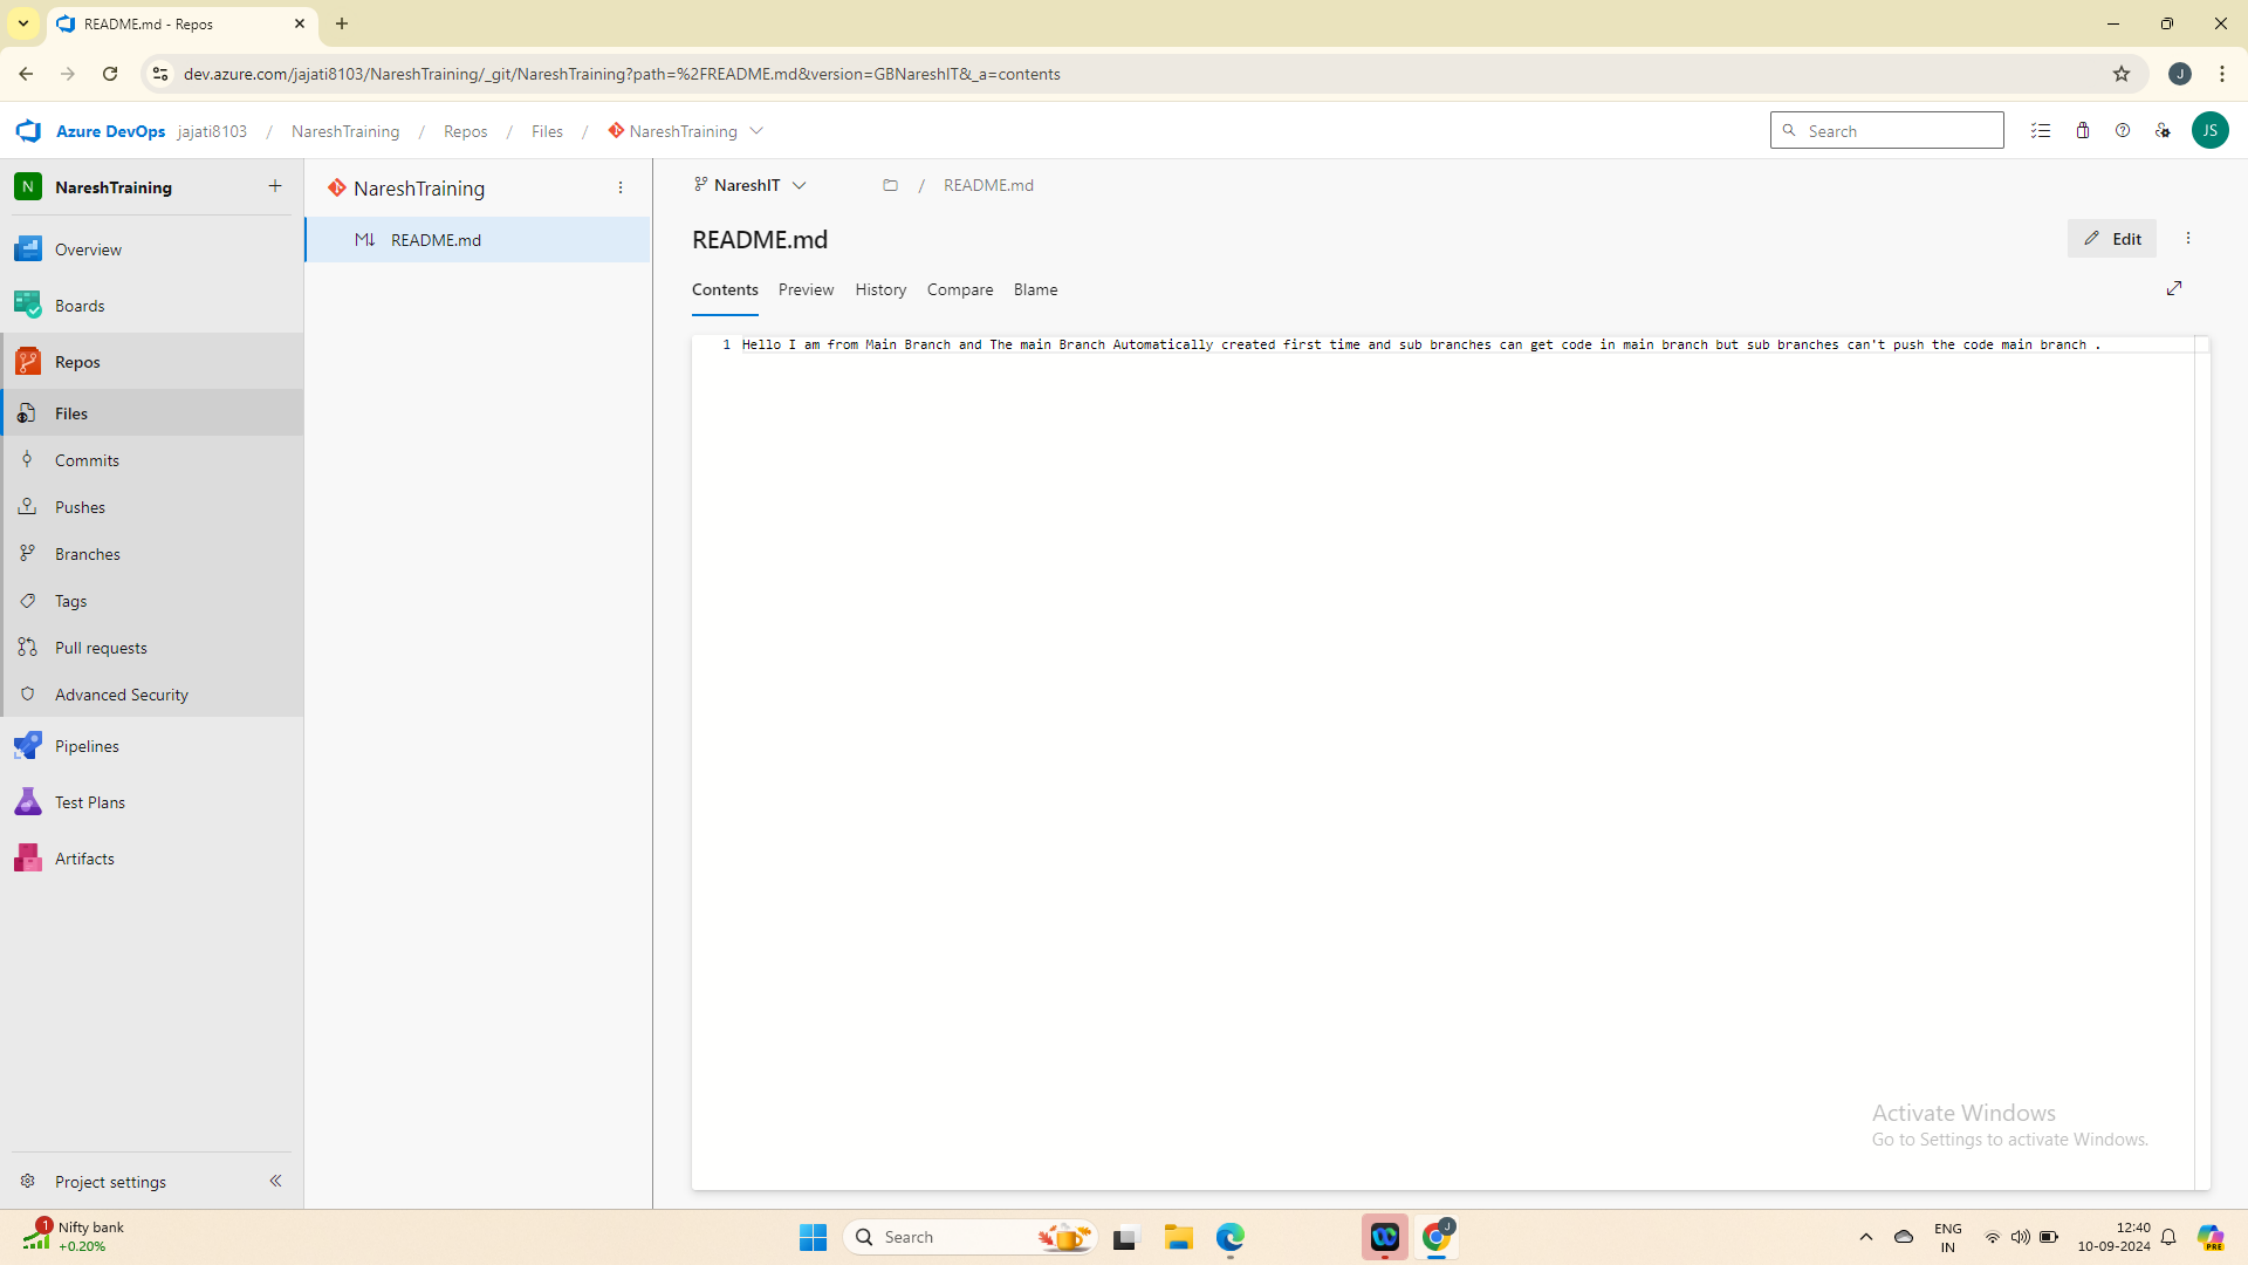 README.md - Repos
dev.azure.com/jajati8103/NareshTraining/_git/NareshTraining?path=%2FREADME.md&version=GBNareshIT&_a=contents
J
Azure DevOps jajati8103 / NareshTraining / Repos / Files / NareshTraining
Search
JS
N NareshTraining
Overview
Boards
Repos
Files
Commits
Pushes
Branches
Tags
Pull requests
Advanced Security
Pipelines
Test Plans
Artifacts
Project settings
NareshTraining
M↓ README.md
NareshIT / README.md
README.md
Edit
Contents Preview History Compare Blame
1 Hello I am from Main Branch and The main Branch Automatically created first time and sub branches can get code in main branch but sub branches can't push the code main branch .
Activate Windows
Go to Settings to activate Windows.
1 Nifty bank
+0.20%
Search
J
ENG
IN
12:40
10-09-2024
PRE